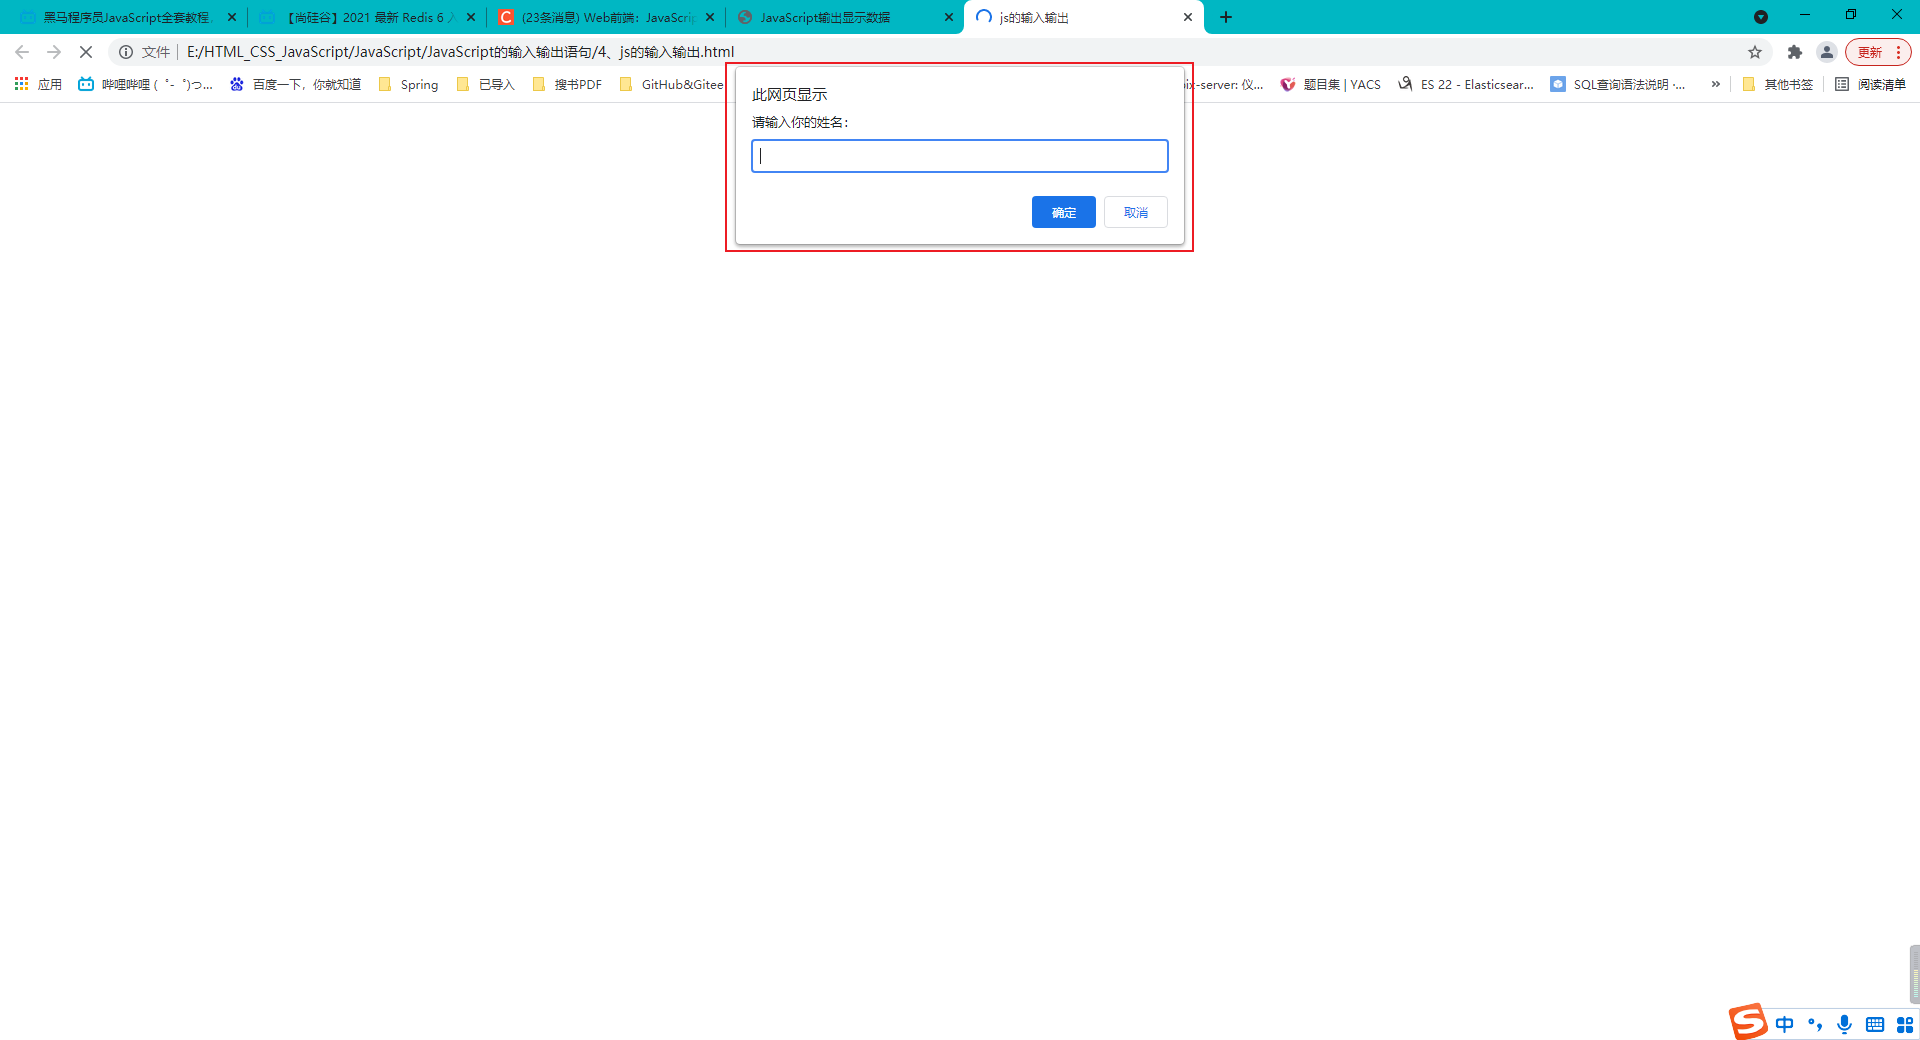 黑马程序员JavaScript全套教程,
【尚硅谷】2021 最新 Redis 6 入
(23条消息) Web前端：JavaScrip
JavaScript输出显示数据
js的输入输出
文件 E:/HTML_CSS_JavaScript/JavaScript/JavaScript的输入输出语句/4、js的输入输出.html
更新
应用
哔哩哔哩 (゜-゜)つ...
百度一下，你就知道
Spring
已导入
搜书PDF
GitHub&Gitee
ix-server: 仪...
题目集 | YACS
ES 22 - Elasticsear...
SQL查询语法说明 -...
»
其他书签
阅读清单
此网页显示
请输入你的姓名：
确定
取消
中